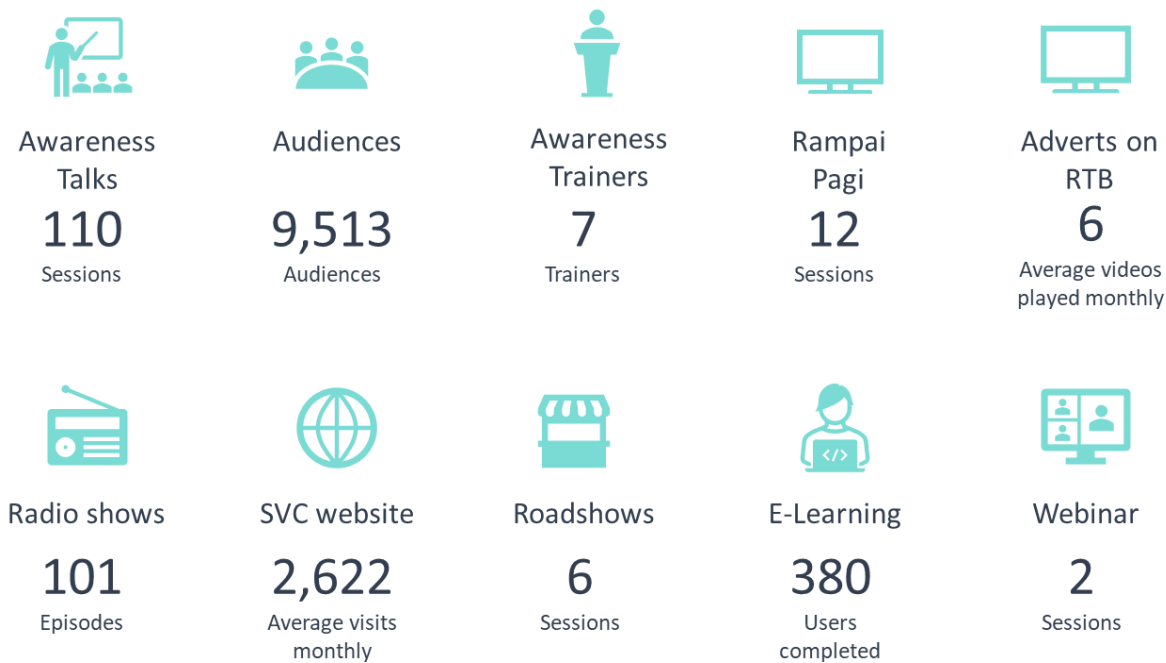 Awareness
Talks
110
Sessions
Audiences
9,513
Audiences
Awareness
Trainers
7
Trainers
Rampai
Pagi
12
Sessions
Adverts on
RTB
6
Average videos
played monthly
Radio shows
101
Episodes
SVC website
2,622
Average visits
monthly
Roadshows
6
Sessions
</>
E-Learning
380
Users
completed
Webinar
2
Sessions